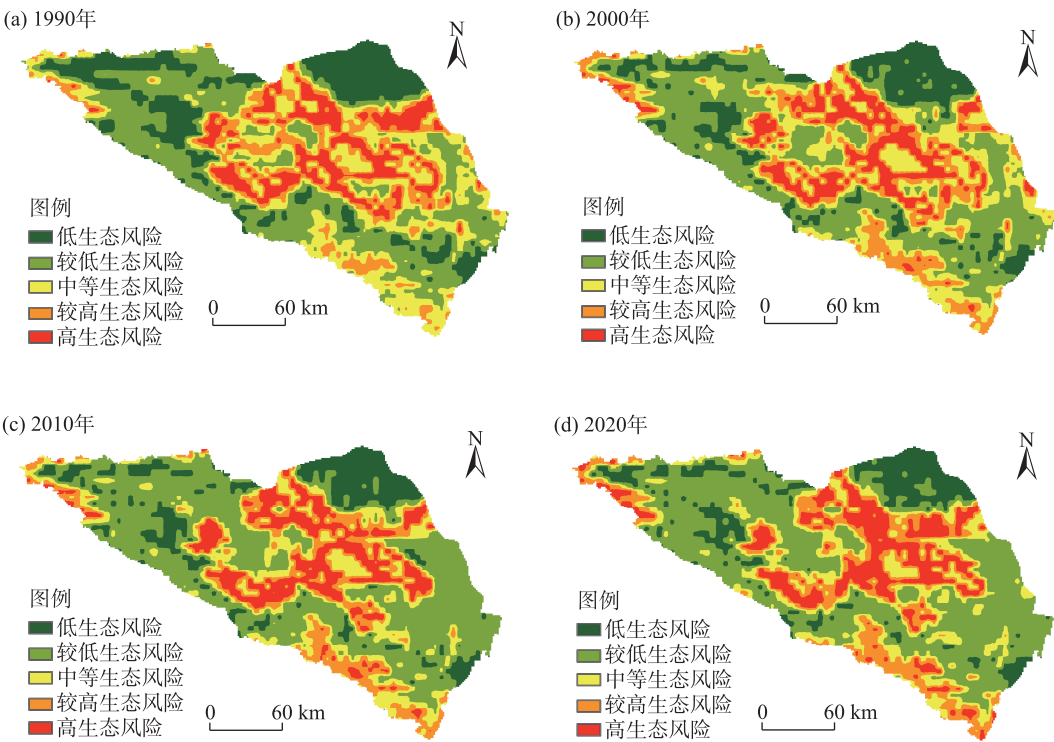 (a) 1990年
N
图例
低生态风险
较低生态风险
中等生态风险
较高生态风险
高生态风险
0 60 km
(b) 2000年
N
图例
低生态风险
较低生态风险
中等生态风险
较高生态风险
高生态风险
0 60 km
(c) 2010年
N
图例
低生态风险
较低生态风险
中等生态风险
较高生态风险
高生态风险
0 60 km
(d) 2020年
N
图例
低生态风险
较低生态风险
中等生态风险
较高生态风险
高生态风险
0 60 km